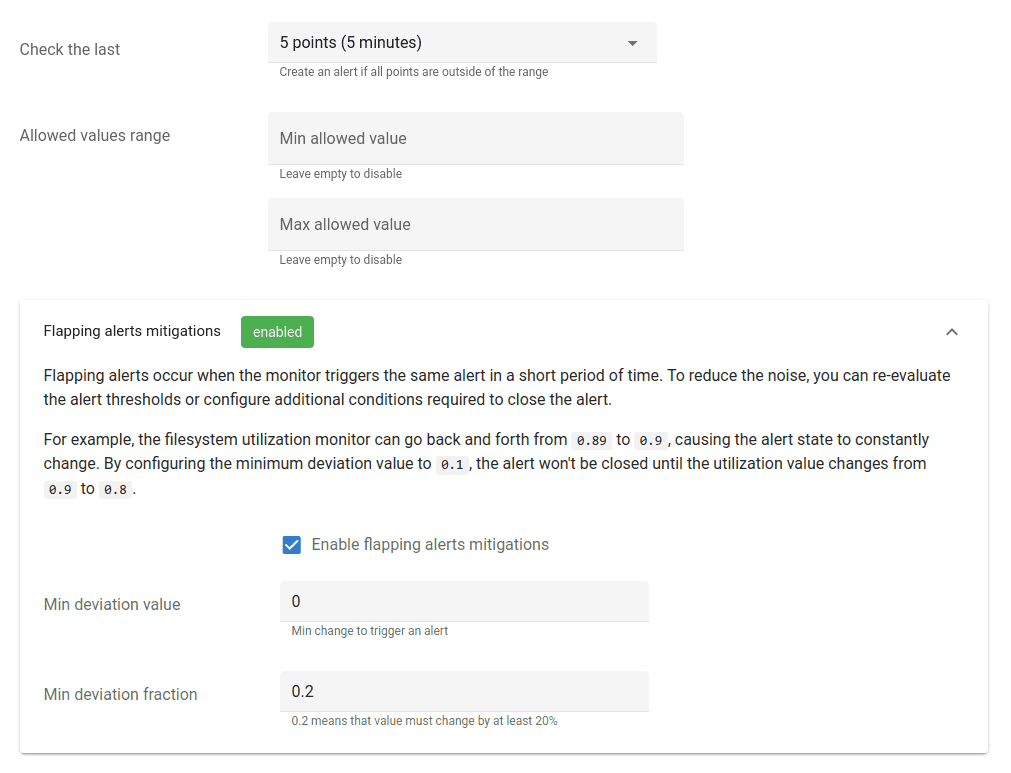 Check the last
5 points (5 minutes)
Create an alert if all points are outside of the range
Allowed values range
Min allowed value
Leave empty to disable
Max allowed value
Leave empty to disable
Flapping alerts mitigations
enabled
Flapping alerts occur when the monitor triggers the same alert in a short period of time. To reduce the noise, you can re-evaluate
the alert thresholds or configure additional conditions required to close the alert.
For example, the filesystem utilization monitor can go back and forth from 0.89 to 0.9, causing the alert state to constantly
change. By configuring the minimum deviation value to 0.1, the alert won't be closed until the utilization value changes from
0.9 to 0.8.
Enable flapping alerts mitigations
Min deviation value
0
Min change to trigger an alert
Min deviation fraction
0.2
0.2 means that value must change by at least 20%